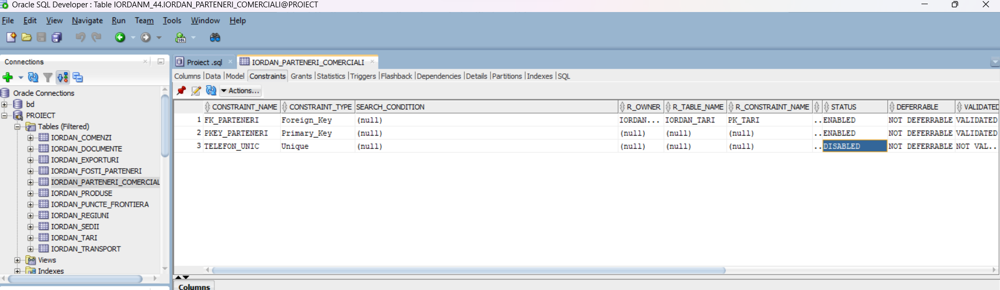 Oracle SQL Developer : Table IORDANM_44.IORDAN_PARTENERI_COMERCIALI@PROIECT
File Edit View Navigate Run Team Tools Window Help
Connections
Oracle Connections
bd
PROIECT
Tables (Filtered)
IORDAN_COMENZI
IORDAN_DOCUMENTE
IORDAN_EXPORTURI
IORDAN_FOSTI_PARTENERI
IORDAN_PARTENERI_COMERCIAL
IORDAN_PRODUSE
IORDAN_PUNCTE_FRONTIERA
IORDAN_REGIUNI
IORDAN_SEDII
IORDAN_TARI
IORDAN_TRANSPORT
Views
Indexes
Project .sql IORDAN_PARTENERI_COMERCIALI
Columns |Data |Model Constraints Grants |Statistics |Triggers |Flashback |Dependencies |Details |Partitions |Indexes |SQL
Actions...
CONSTRAINT_NAME CONSTRAINT_TYPE SEARCH_CONDITION R_OWNER R_TABLE_NAME R_CONSTRAINT_NAME STATUS DEFERRABLE VALIDATED
1 FK_PARTENERI Foreign_Key (null) IORDAN... IORDAN_TARI PK_TARI ..ENABLED NOT DEFERRABLE VALIDATED
2 PKEY_PARTENERI Primary_Key (null) (null) (null) (null) ..ENABLED NOT DEFERRABLE VALIDATED
3 TELEFON_UNIC Unique (null) (null) (null) (null) ..DISABLED NOT DEFERRABLE NOT VAL..
Columns